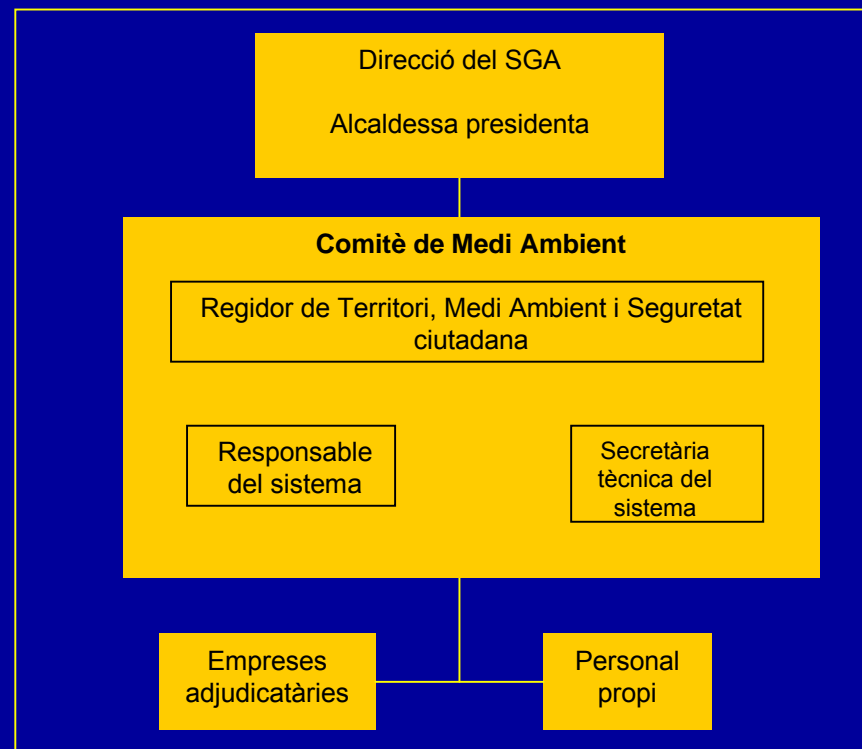 Direcció del SGA
Alcaldessa presidenta
Comitè de Medi Ambient
Regidor de Territori, Medi Ambient i Seguretat
ciutadana
Responsable
del sistema
Secretària
tècnica del
sistema
Empreses
adjudicatàries
Personal
propi